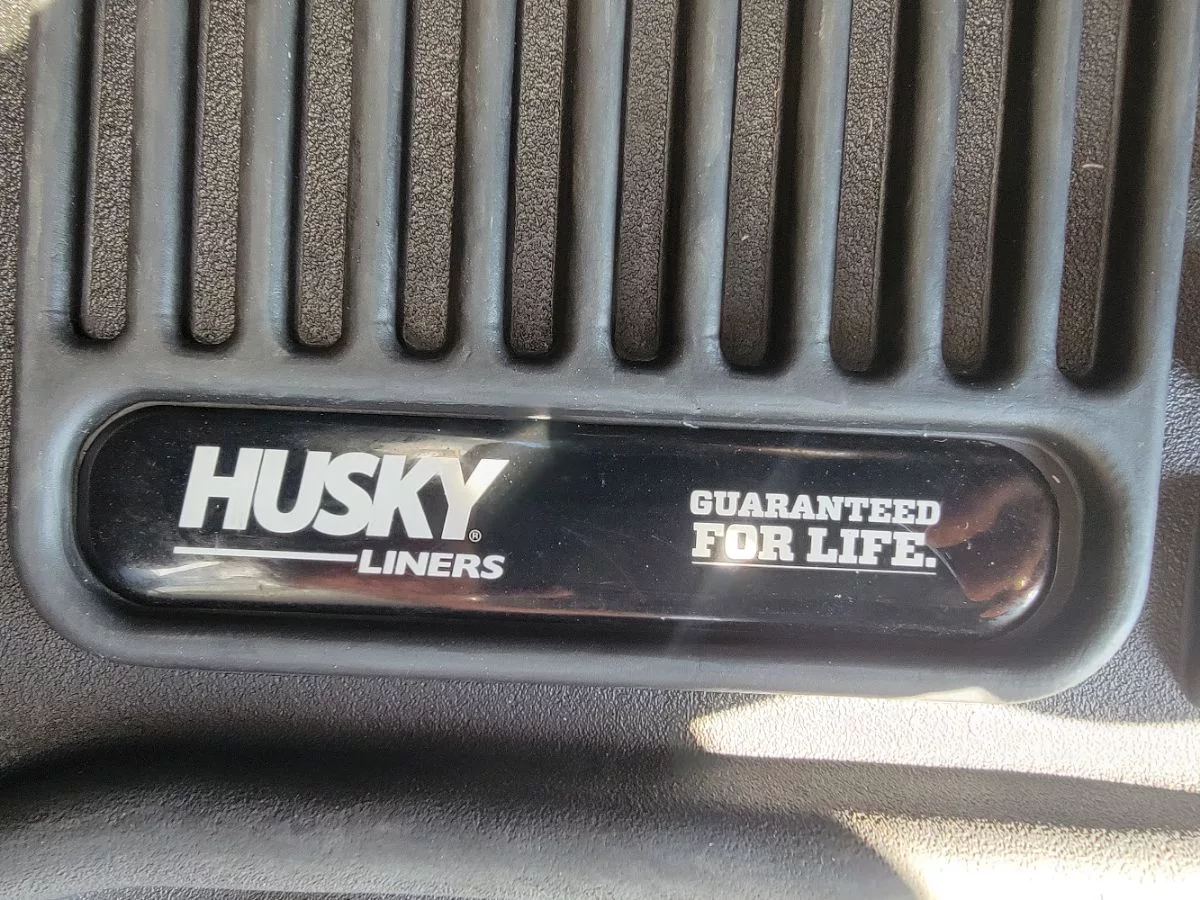 HUSKY®
LINERS
GUARANTEED
FOR LIFE.